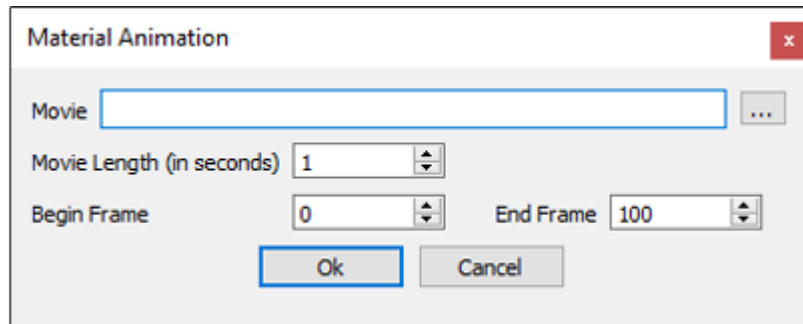 Material Animation x
Movie ...
Movie Length (in seconds) 1
Begin Frame 0 End Frame 100
Ok Cancel